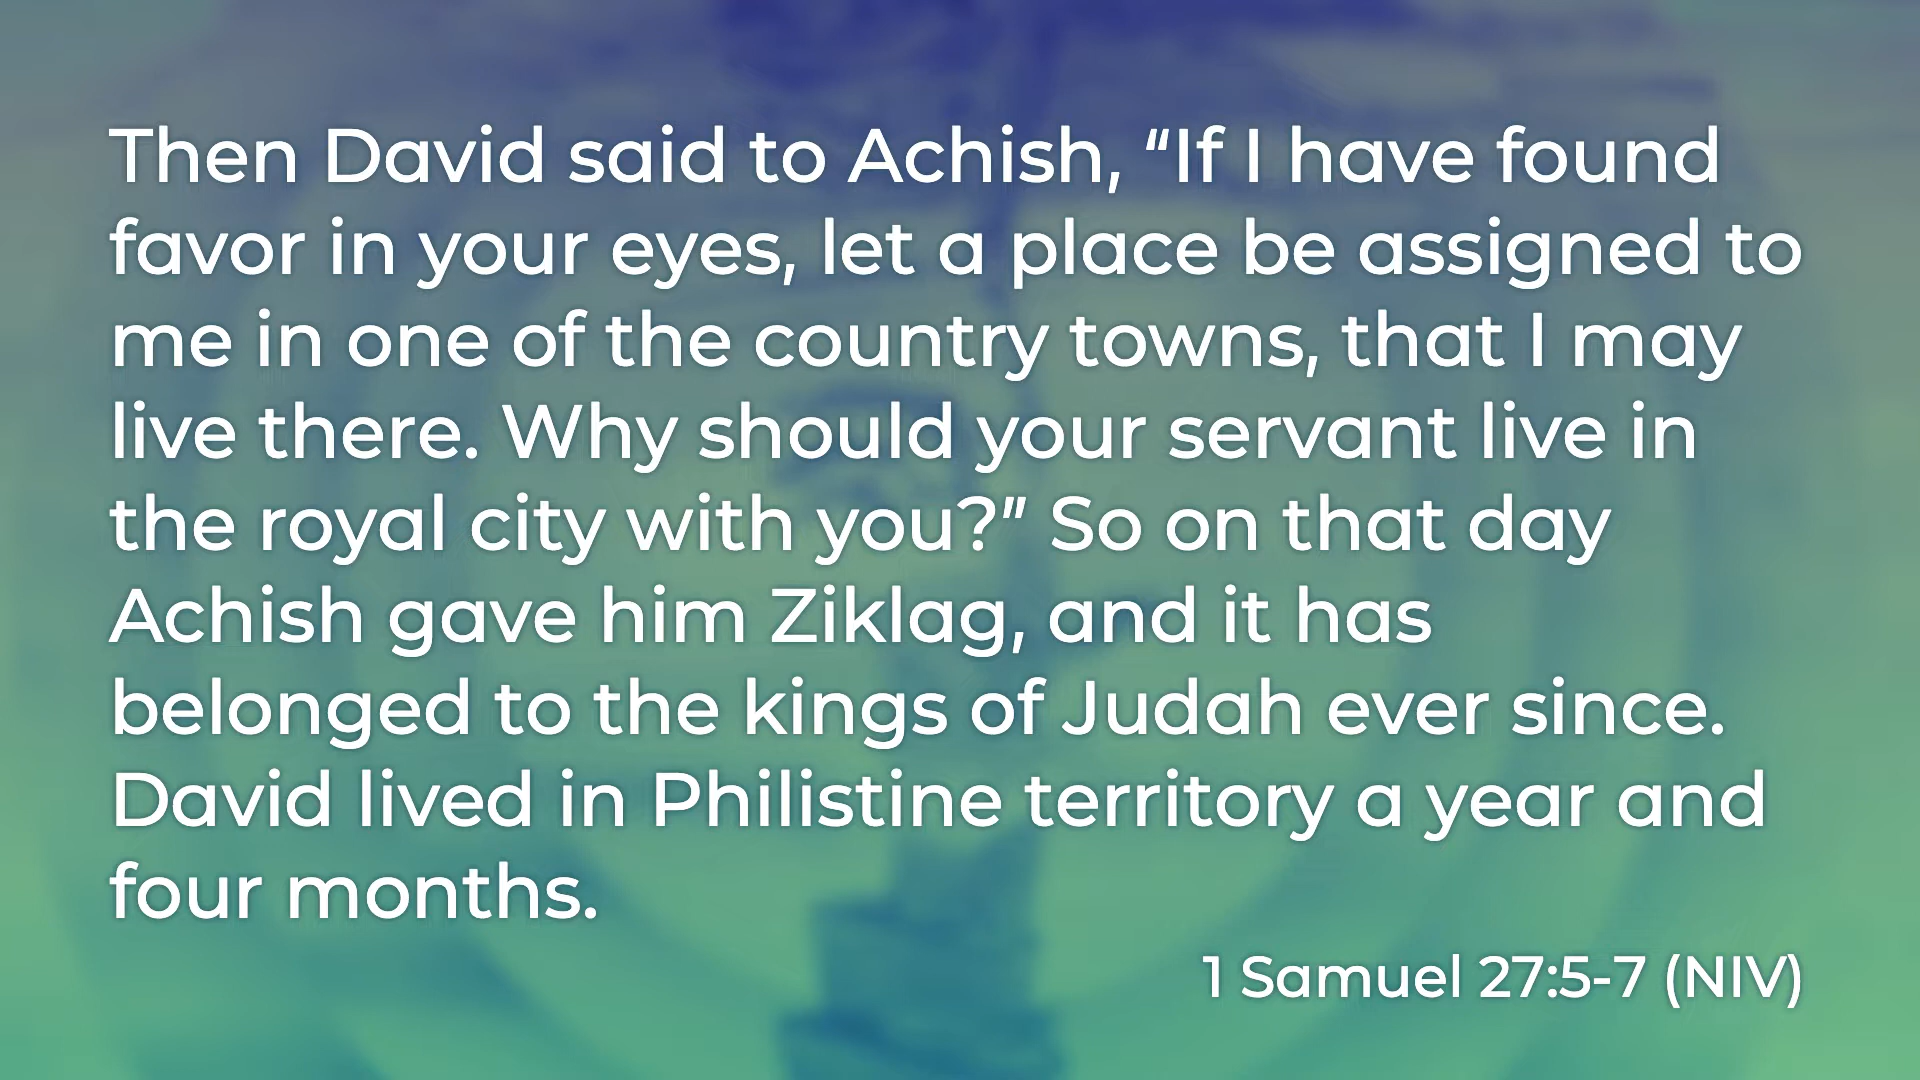 Then David said to Achish, “If I have found
favor in your eyes, let a place be assigned to
me in one of the country towns, that I may
live there. Why should your servant live in
the royal city with you?” So on that day
Achish gave him Ziklag, and it has
belonged to the kings of Judah ever since.
David lived in Philistine territory a year and
four months.
1 Samuel 27:5-7 (NIV)